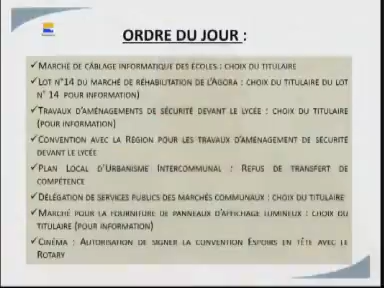 ORDRE DU JOUR :
✓MARCHÉ DE CÂBLAGE INFORMATIQUE DES ÉCOLES : CHOIX DU TITULAIRE
✓LOT N°14 DU MARCHÉ DE RÉHABILITATION DE L'AGORA : CHOIX DU TITULAIRE DU LOT
N° 14 POUR INFORMATION)
✓TRAVAUX D'AMÉNAGEMENTS DE SÉCURITÉ DEVANT LE LYCÉE : CHOIX DU TITULAIRE
(POUR INFORMATION)
✓CONVENTION AVEC LA RÉGION POUR LES TRAVAUX D'AMÉNAGEMENT DE SÉCURITÉ
DEVANT LE LYCÉE
✓PLAN LOCAL D'URBANISME INTERCOMMUNAL : REFUS DE TRANSFERT DE
COMPÉTENCE
✓DÉLÉGATION DE SERVICES PUBLICS DES MARCHÉS COMMUNAUX : CHOIX DU TITULAIRE
✓MARCHÉ POUR LA FOURNITURE DE PANNEAUX D'AFFICHAGE LUMINEUX : CHOIX DU
TITULAIRE (POUR INFORMATION)
✓CINÉMA : AUTORISATION DE SIGNER LA CONVENTION ESPOIRS EN TÊTE AVEC LE
ROTARY